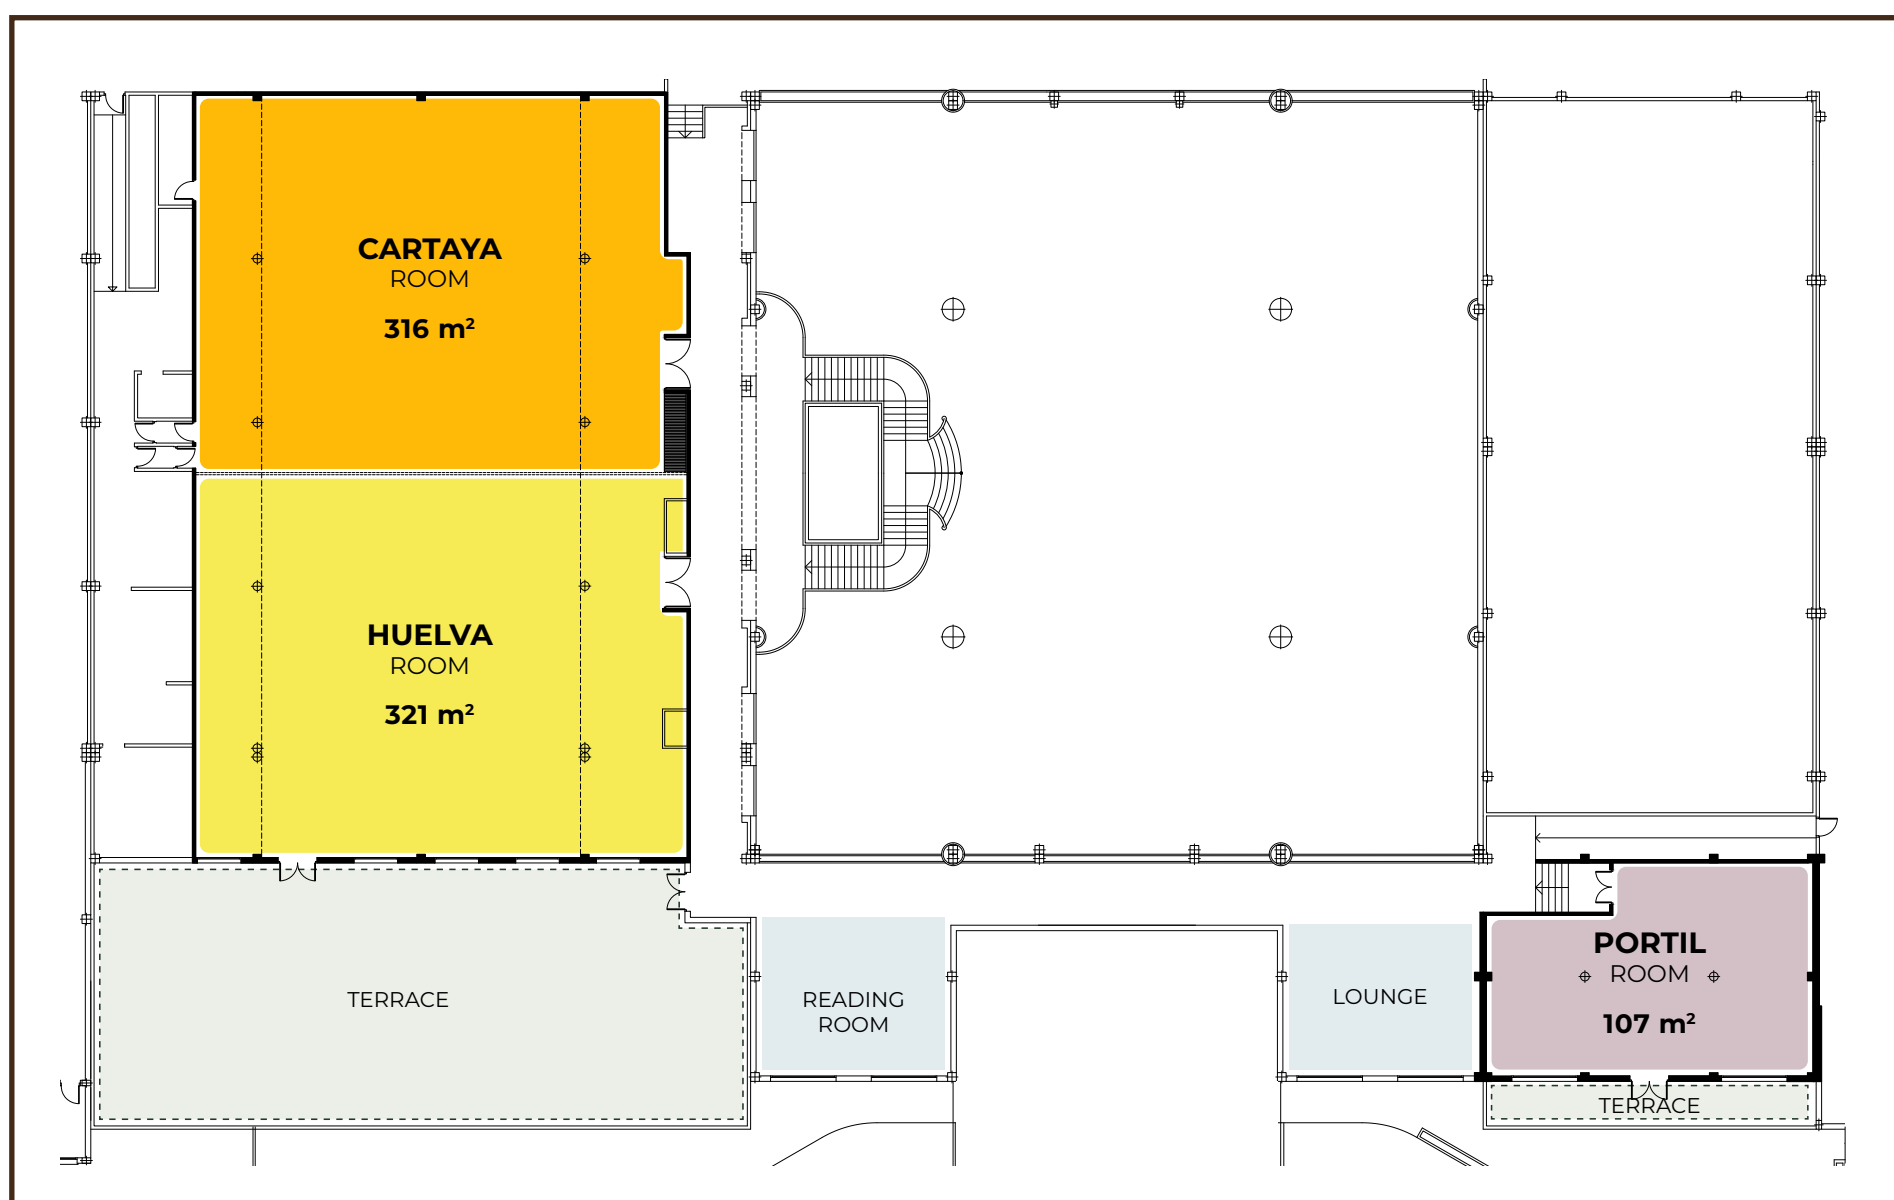 CARTAYA
ROOM
316 m²
HUELVA
ROOM
321 m²
TERRACE
READING
ROOM
LOUNGE
PORTIL
ROOM
107 m²
TERRACE